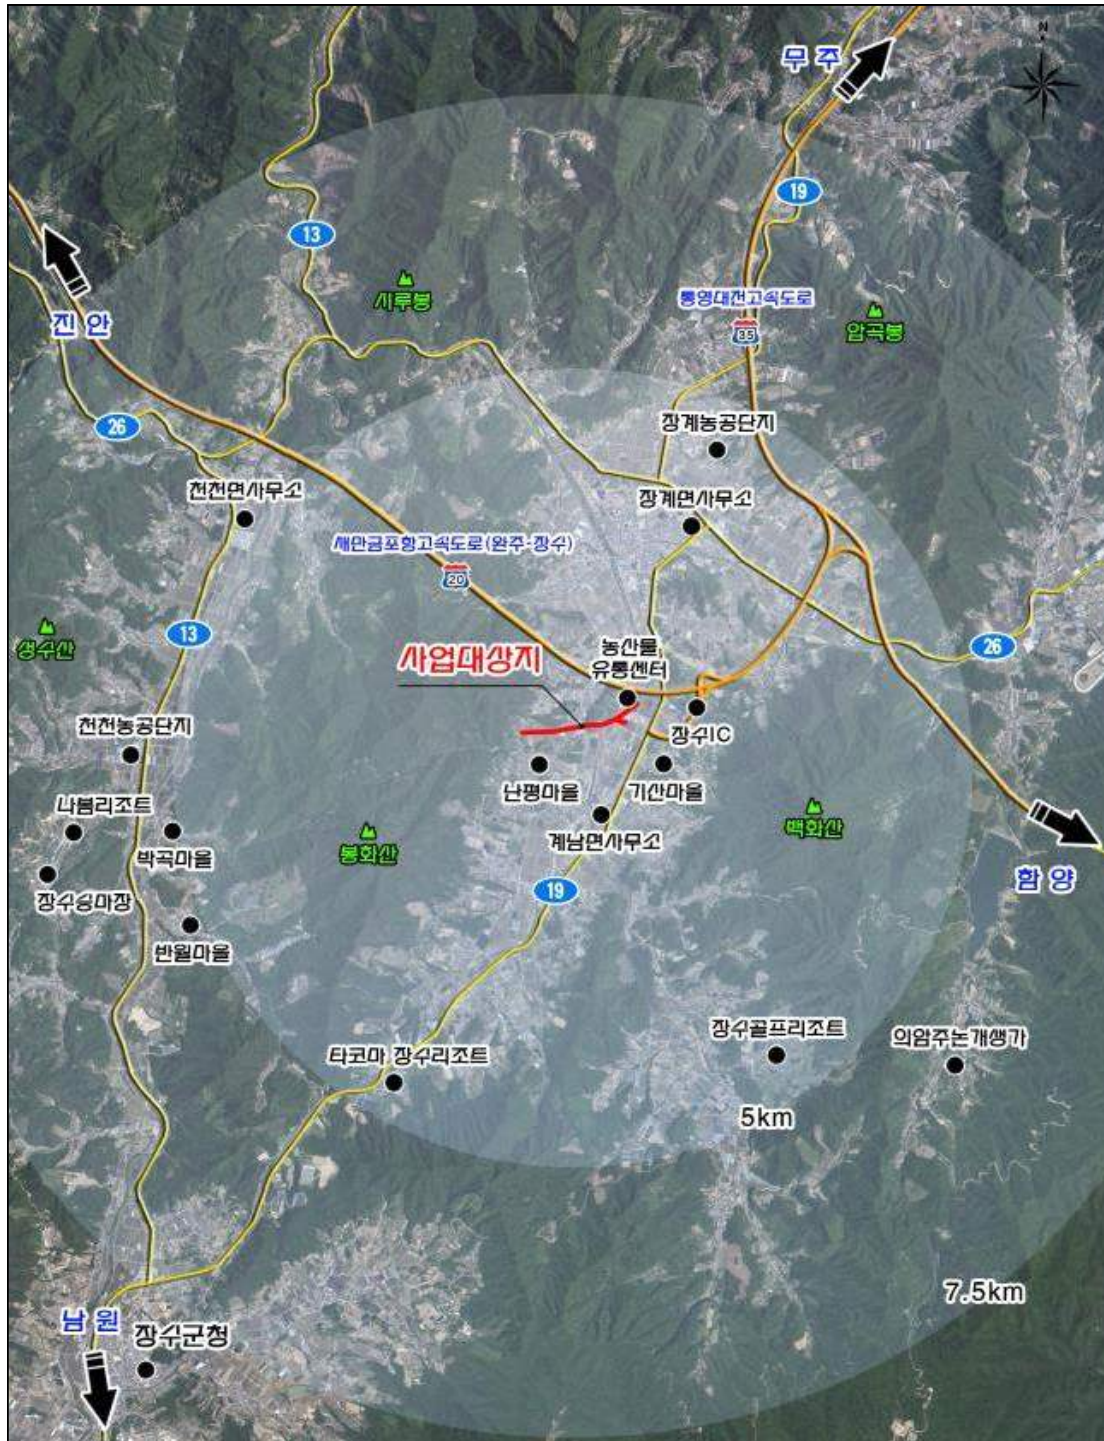 N
무 주
19
13
시루봉
통영대전고속도로
35
암곡봉
진 안
26
장계농공단지
천천면사무소
장계면사무소
새만금포항고속도로(완주-장수)
20
13
성수산
26
사업대상지
농산물
유통센터
장수IC
천천농공단지
난평마을
기산마을
나봄리조트
박곡마을
봉화산
계남면사무소
백화산
함 양
장수승마장
19
반월마을
타코마 장수리조트
장수골프리조트
의암주논개생가
5km
7.5km
남 원
장수군청